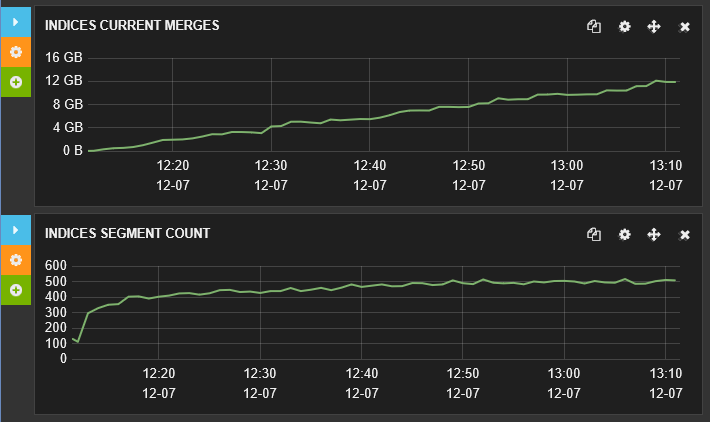 INDICES CURRENT MERGES
16 GB
12 GB
8 GB
4 GB
0 B
12:20 12:30 12:40 12:50 13:00 13:10
12-07 12-07 12-07 12-07 12-07 12-07
INDICES SEGMENT COUNT
600
500
400
300
200
100
0
12:20 12:30 12:40 12:50 13:00 13:10
12-07 12-07 12-07 12-07 12-07 12-07